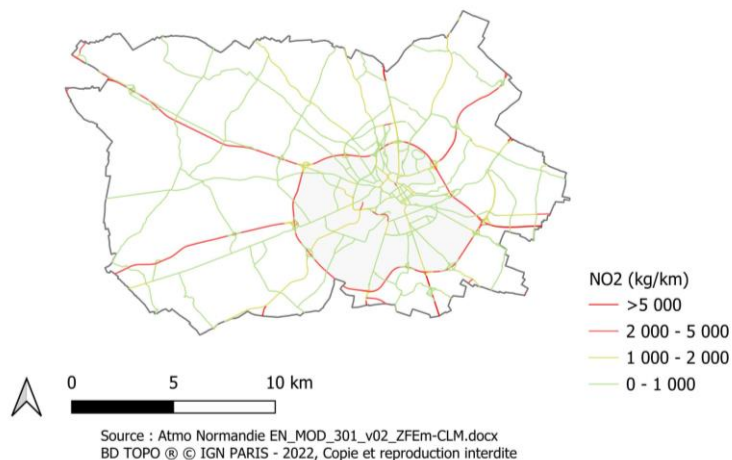 NO2 (kg/km)
>5 000
2 000 - 5 000
1 000 - 2 000
0 - 1 000
0 5 10 km
Source : Atmo Normandie EN_MOD_301_v02_ZFEm-CLM.docx
BD TOPO ® © IGN PARIS - 2022, Copie et reproduction interdite